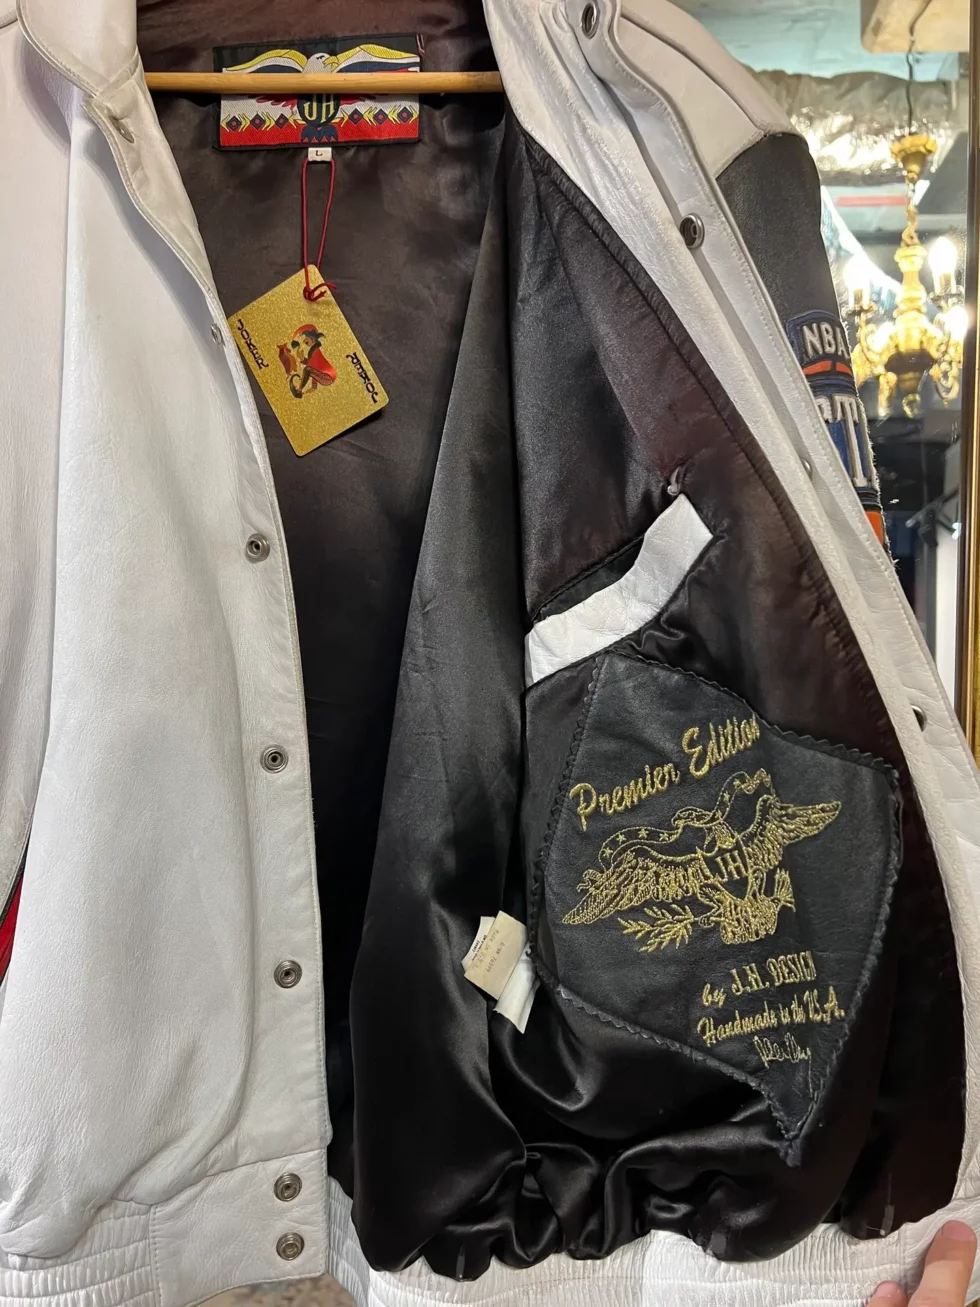 JH
L
JOKER
JOKER
NBA
Premier Edition
JH
by J.H. DESIGN
Handmade in the U.S.A.